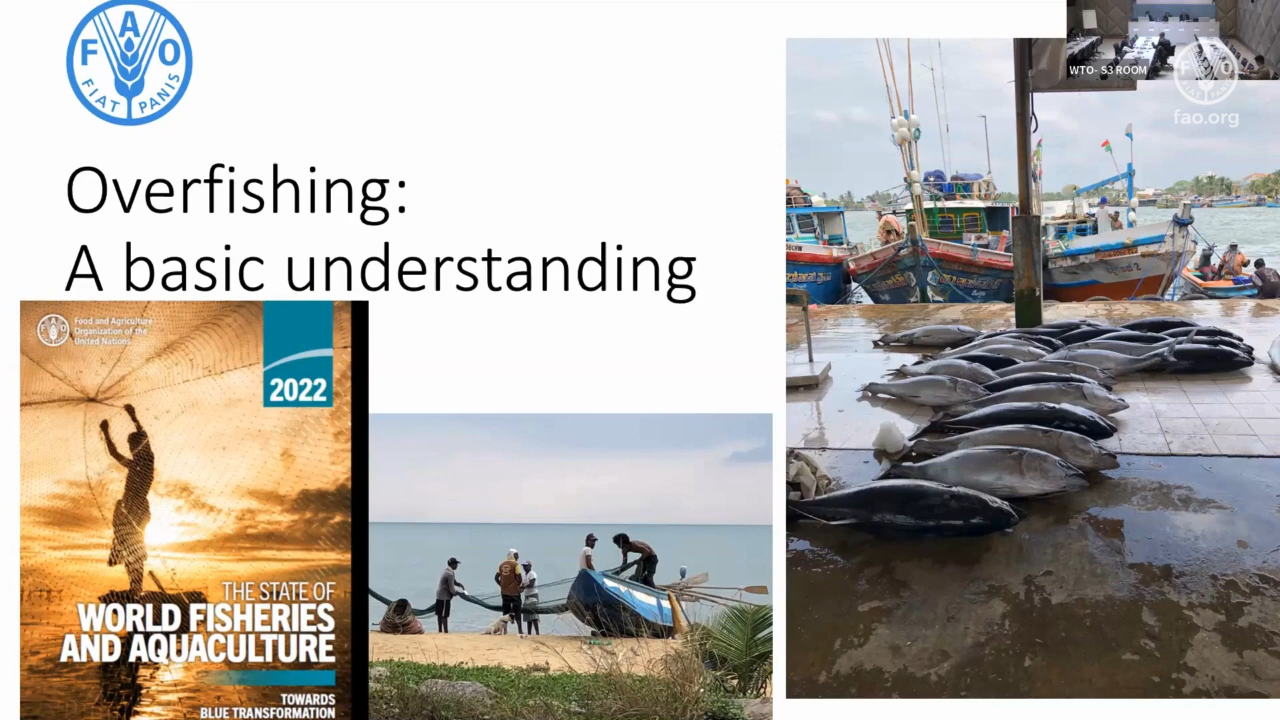 FAO
FIAT PANIS
Overfishing:
A basic understanding
Food and Agriculture
Organization of the
United Nations
2022
THE STATE OF
WORLD FISHERIES
AND AQUACULTURE
TOWARDS
BLUE TRANSFORMATION
WTO- S3 ROOM
fao.org